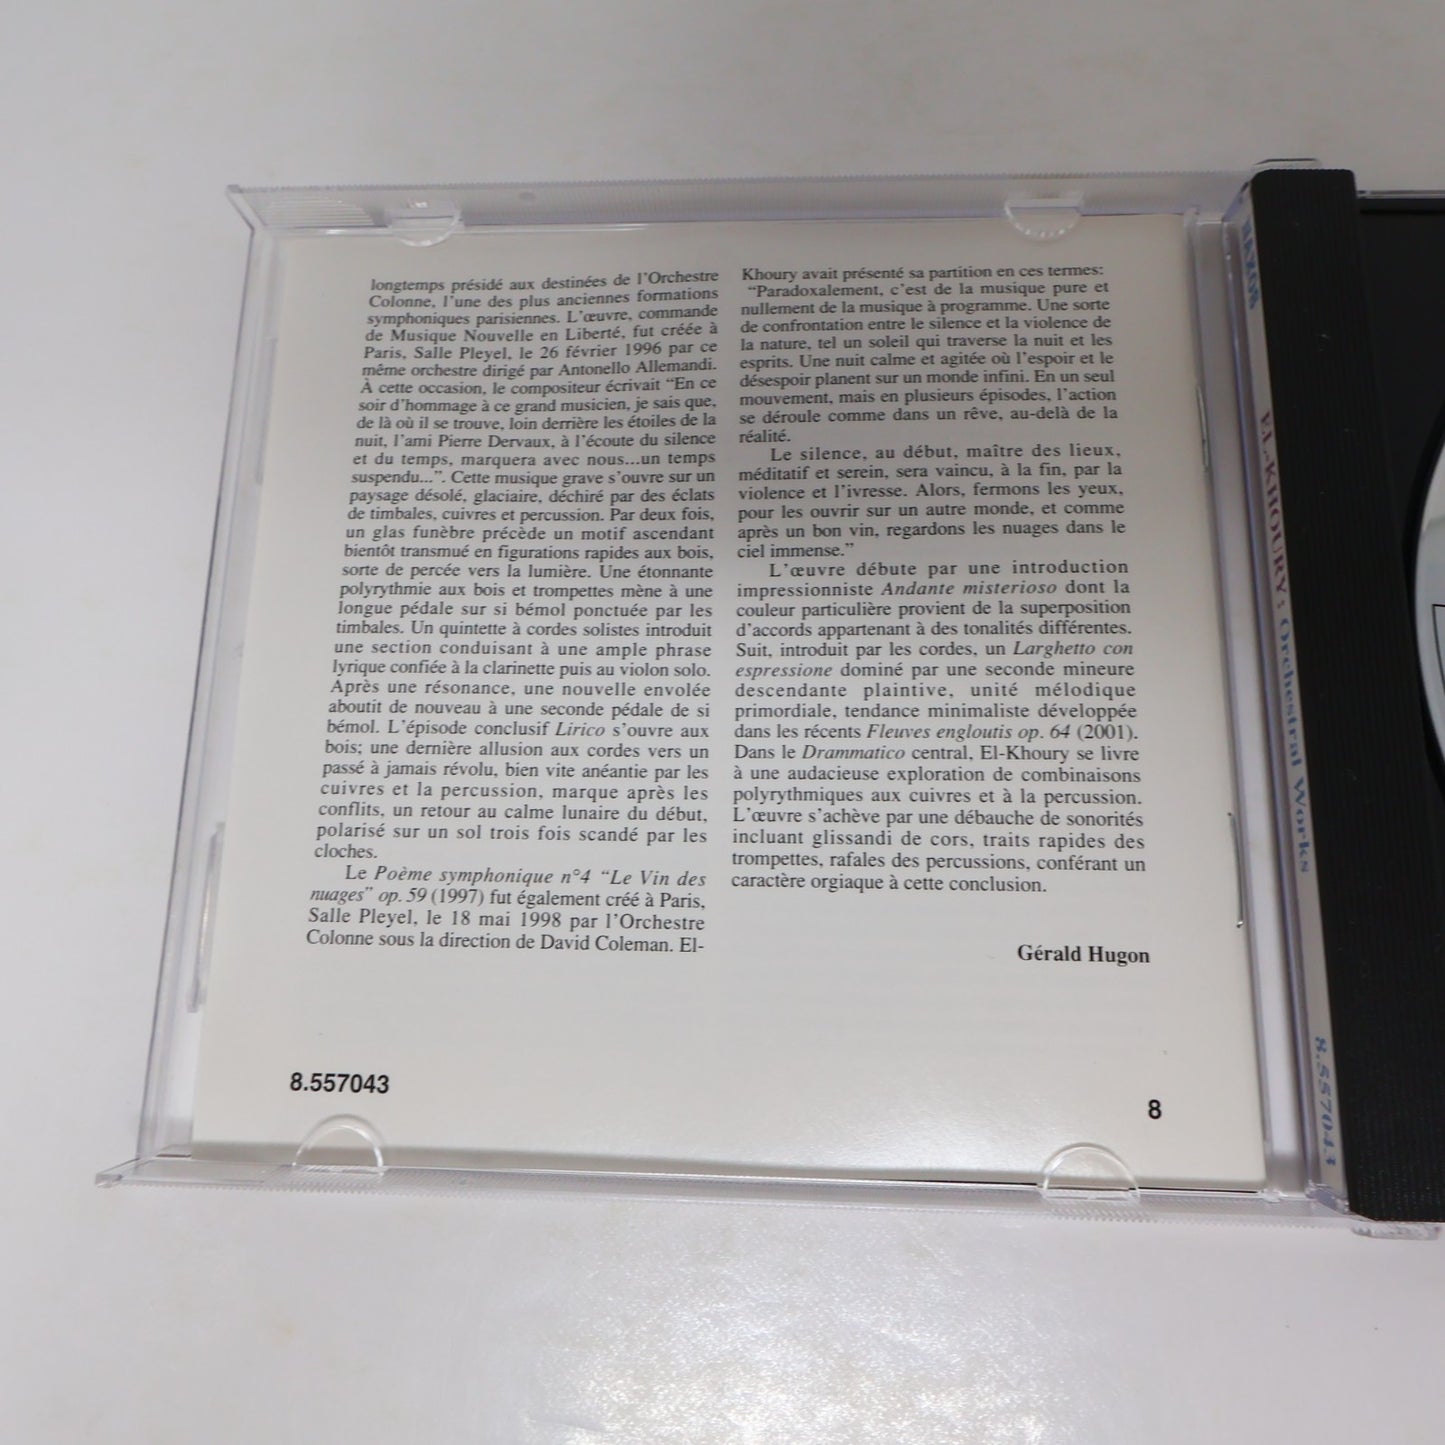 longtemps présidé aux destinées de l'Orchestre
Colonne, l'une des plus anciennes formations
symphoniques parisiennes. L'œuvre, commande
de Musique Nouvelle en Liberté, fut créée à
Paris, Salle Pleyel, le 26 février 1996 par ce
même orchestre dirigé par Antonello Allemandi.
À cette occasion, le compositeur écrivait “En ce
soir d'hommage à ce grand musicien, je sais que,
de là où il se trouve, loin derrière les étoiles de la
nuit, l'ami Pierre Dervaux, à l'écoute du silence
et du temps, marquera avec nous...un temps
suspendu...”. Cette musique grave s'ouvre sur un
paysage désolé, glaciaire, déchiré par des éclats
de timbales, cuivres et percussion. Par deux fois,
un glas funèbre précède un motif ascendant
bientôt transmué en figurations rapides aux bois,
sorte de percée vers la lumière. Une étonnante
polyrythmie aux bois et trompettes mène à une
longue pédale sur si bémol ponctuée par les
timbales. Un quintette à cordes solistes introduit
une section conduisant à une ample phrase
lyrique confiée à la clarinette puis au violon solo.
Après une résonance, une nouvelle envolée
aboutit de nouveau à une seconde pédale de si
bémol. L'épisode conclusif Lirico s'ouvre aux
bois; une dernière allusion aux cordes vers un
passé à jamais révolu, bien vite anéantie par les
cuivres et la percussion, marque après les
conflits, un retour au calme lunaire du début,
polarisé sur un sol trois fois scandé par les
cloches.
Le Poème symphonique n°4 “Le Vin des
nuages” op. 59 (1997) fut également créé à Paris,
Salle Pleyel, le 18 mai 1998 par l'Orchestre
Colonne sous la direction de David Coleman. El-
Khoury avait présenté sa partition en ces termes:
“Paradoxalement, c'est de la musique pure et
nullement de la musique à programme. Une sorte
de confrontation entre le silence et la violence de
la nature, tel un soleil qui traverse la nuit et les
esprits. Une nuit calme et agitée où l'espoir et le
désespoir planent sur un monde infini. En un seul
mouvement, mais en plusieurs épisodes, l'action
se déroule comme dans un rêve, au-delà de la
réalité.
Le silence, au début, maître des lieux,
méditatif et serein, sera vaincu, à la fin, par la
violence et l'ivresse. Alors, fermons les yeux,
pour les ouvrir sur un autre monde, et comme
après un bon vin, regardons les nuages dans le
ciel immense.”
L'œuvre débute par une introduction
impressionniste Andante misterioso dont la
couleur particulière provient de la superposition
d'accords appartenant à des tonalités différentes.
Suit, introduit par les cordes, un Larghetto con
espressione dominé par une seconde mineure
descendante plaintive, unité mélodique
primordiale, tendance minimaliste développée
dans les récents Fleuves engloutis op. 64 (2001).
Dans le Drammatico central, El-Khoury se livre
à une audacieuse exploration de combinaisons
polyrythmiques aux cuivres et à la percussion.
L'œuvre s'achève par une débauche de sonorités
incluant glissandi de cors, traits rapides des
trompettes, rafales des percussions, conférant un
caractère orgiaque à cette conclusion.
Gérald Hugon
8.557043
8
NAXOS
EL-KHOURY: Orchestral Works
8.557043